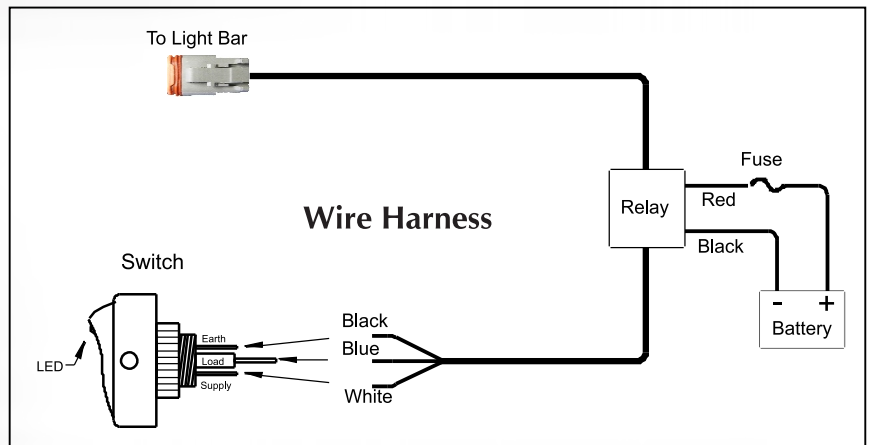 To Light Bar
Fuse
Relay
Red
Wire Harness
Black
Switch
- +
Battery
Black
Earth
Blue
Load
LED
Supply
White